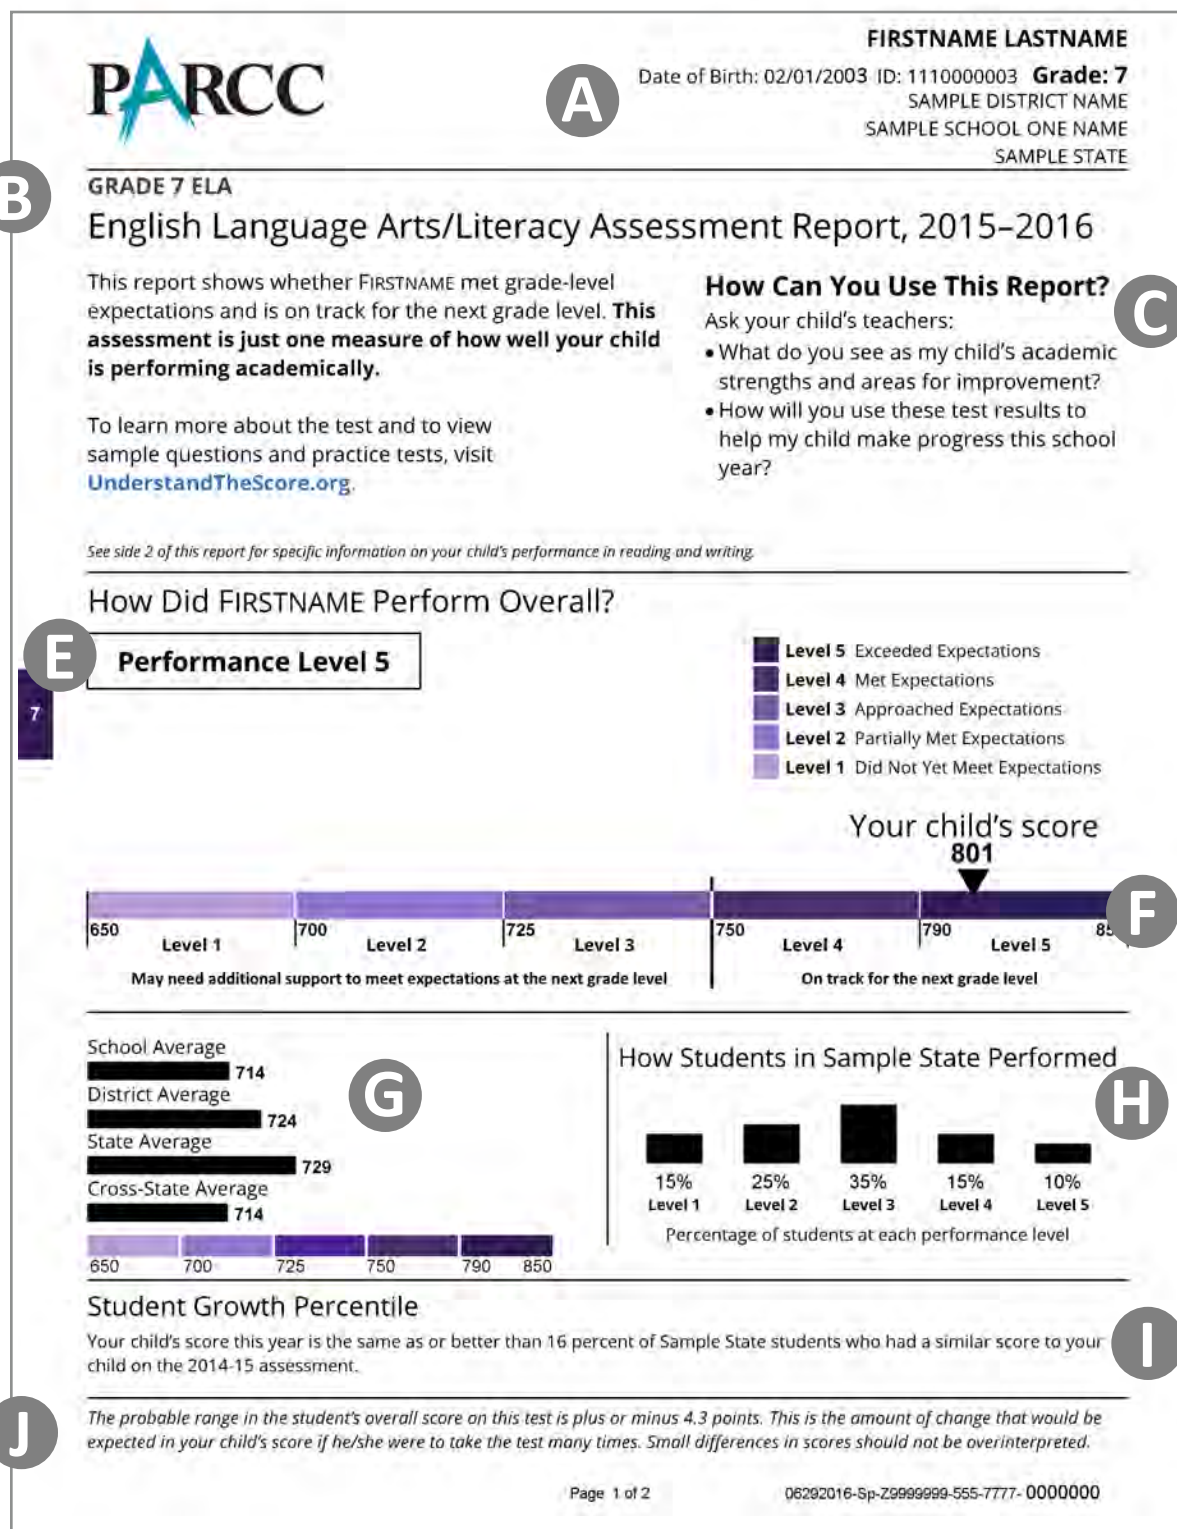 PARCC
FIRSTNAME LASTNAME
Date of Birth: 02/01/2003 ID: 1110000003 Grade: 7
SAMPLE DISTRICT NAME
SAMPLE SCHOOL ONE NAME
SAMPLE STATE
A
B
GRADE 7 ELA
English Language Arts/Literacy Assessment Report, 2015–2016
This report shows whether FIRSTNAME met grade-level
expectations and is on track for the next grade level. This
assessment is just one measure of how well your child
is performing academically.
To learn more about the test and to view
sample questions and practice tests, visit
UnderstandTheScore.org.
How Can You Use This Report?
C
Ask your child's teachers:
• What do you see as my child's academic
strengths and areas for improvement?
• How will you use these test results to
help my child make progress this school
year?
See side 2 of this report for specific information on your child's performance in reading and writing.
How Did FIRSTNAME Perform Overall?
E
Performance Level 5
7
Level 5 Exceeded Expectations
Level 4 Met Expectations
Level 3 Approached Expectations
Level 2 Partially Met Expectations
Level 1 Did Not Yet Meet Expectations
Your child's score
801
F
650 700 725 750 790
Level 1 Level 2 Level 3 Level 4 Level 5
May need additional support to meet expectations at the next grade level
On track for the next grade level
School Average
714
District Average
724
State Average
729
Cross-State Average
714
650 700 725 750 790 850
G
How Students in Sample State Performed
H
15% 25% 35% 15% 10%
Level 1 Level 2 Level 3 Level 4 Level 5
Percentage of students at each performance level
Student Growth Percentile
Your child's score this year is the same as or better than 16 percent of Sample State students who had a similar score to your
child on the 2014-15 assessment.
I
J
The probable range in the student's overall score on this test is plus or minus 4.3 points. This is the amount of change that would be
expected in your child's score if he/she were to take the test many times. Small differences in scores should not be overinterpreted.
Page 1 of 2
06292016-Sp-Z9999999-555-7777- 0000000